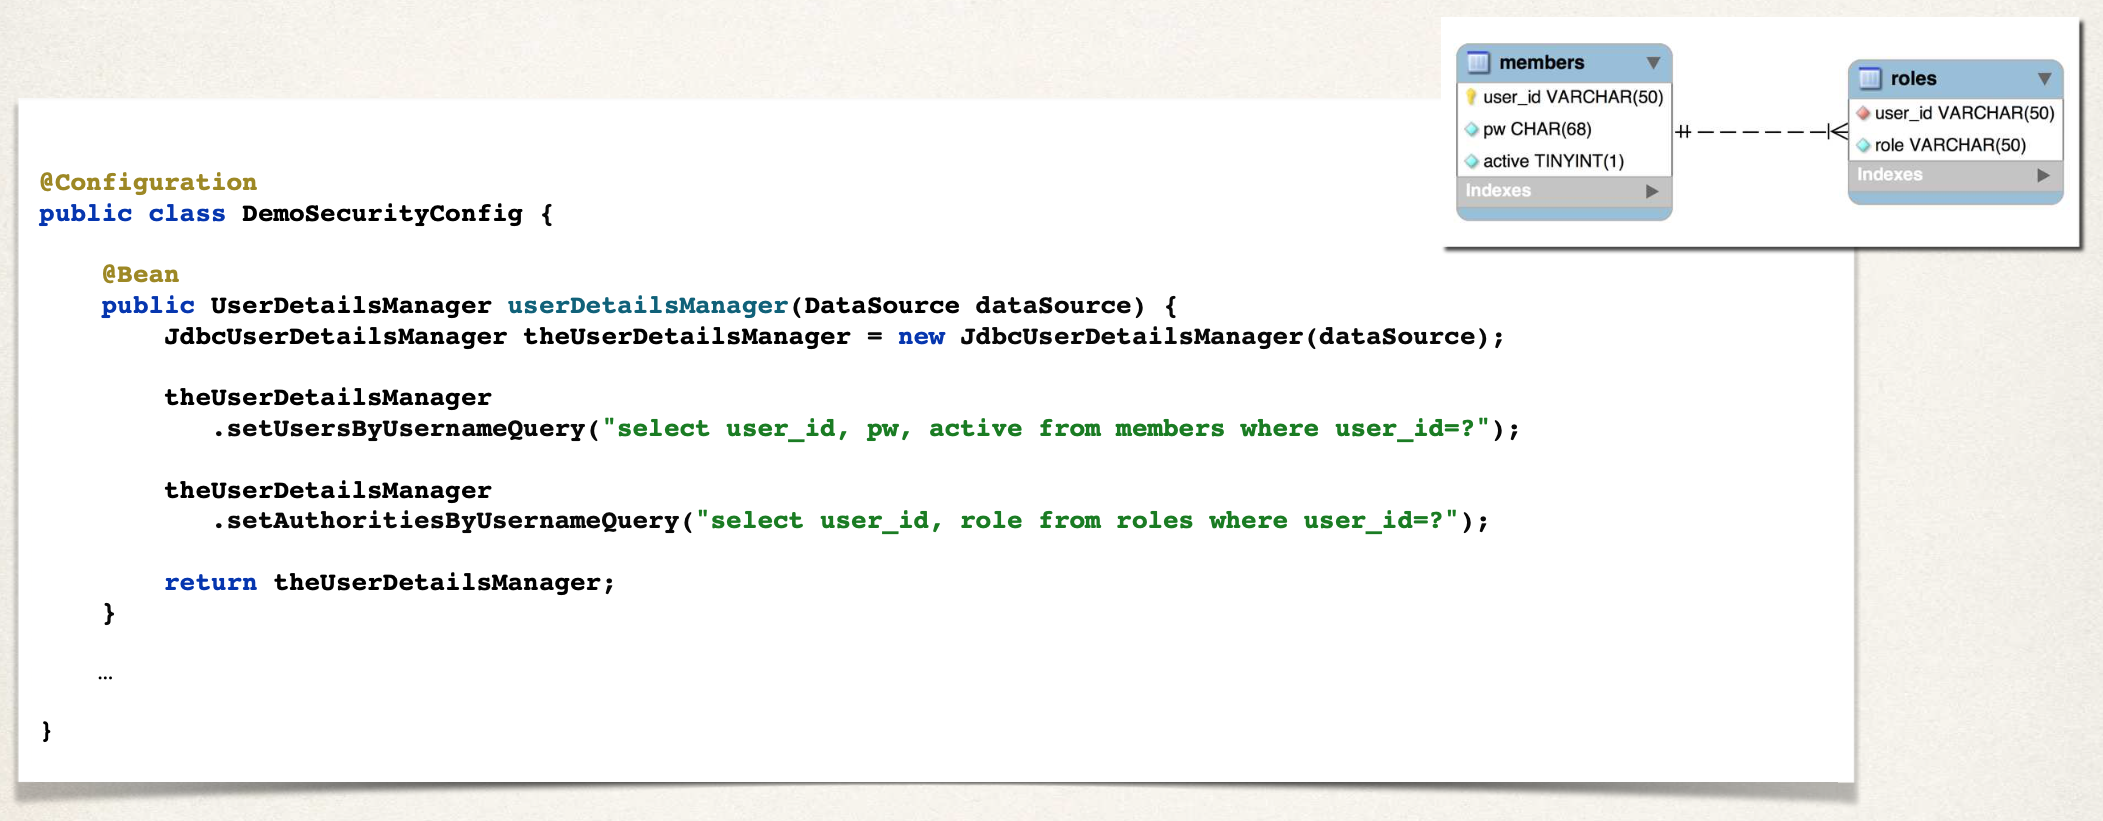 members
user_id VARCHAR(50)
pw CHAR(68)
active TINYINT(1)
Indexes
roles
user_id VARCHAR(50)
role VARCHAR(50)
Indexes
@Configuration
public class DemoSecurityConfig {
@Bean
public UserDetailsManager userDetailsManager(DataSource dataSource) {
JdbcUserDetailsManager theUserDetailsManager = new JdbcUserDetailsManager(dataSource);
theUserDetailsManager
.setUsersByUsernameQuery("select user_id, pw, active from members where user_id=?");
theUserDetailsManager
.setAuthoritiesByUsernameQuery("select user_id, role from roles where user_id=?");
return theUserDetailsManager;
}
…
}